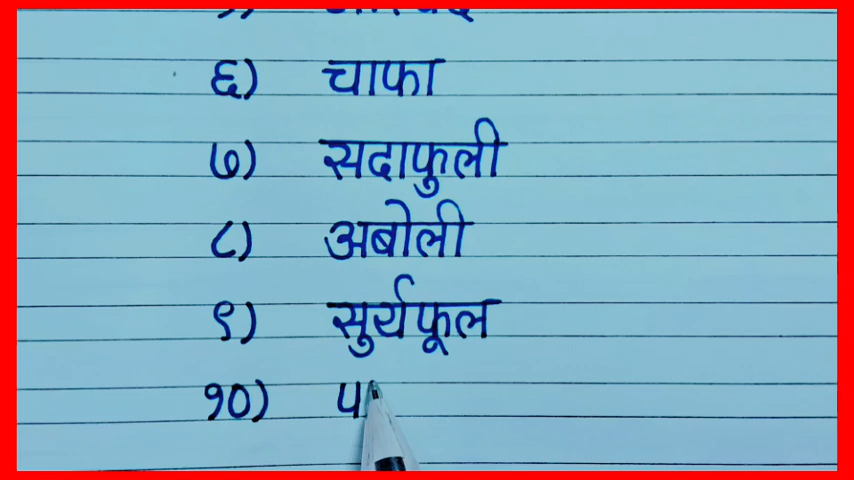 ६) चाफा
७) सदाफुली
८) अबोली
९) सुर्यफूल
१०) प